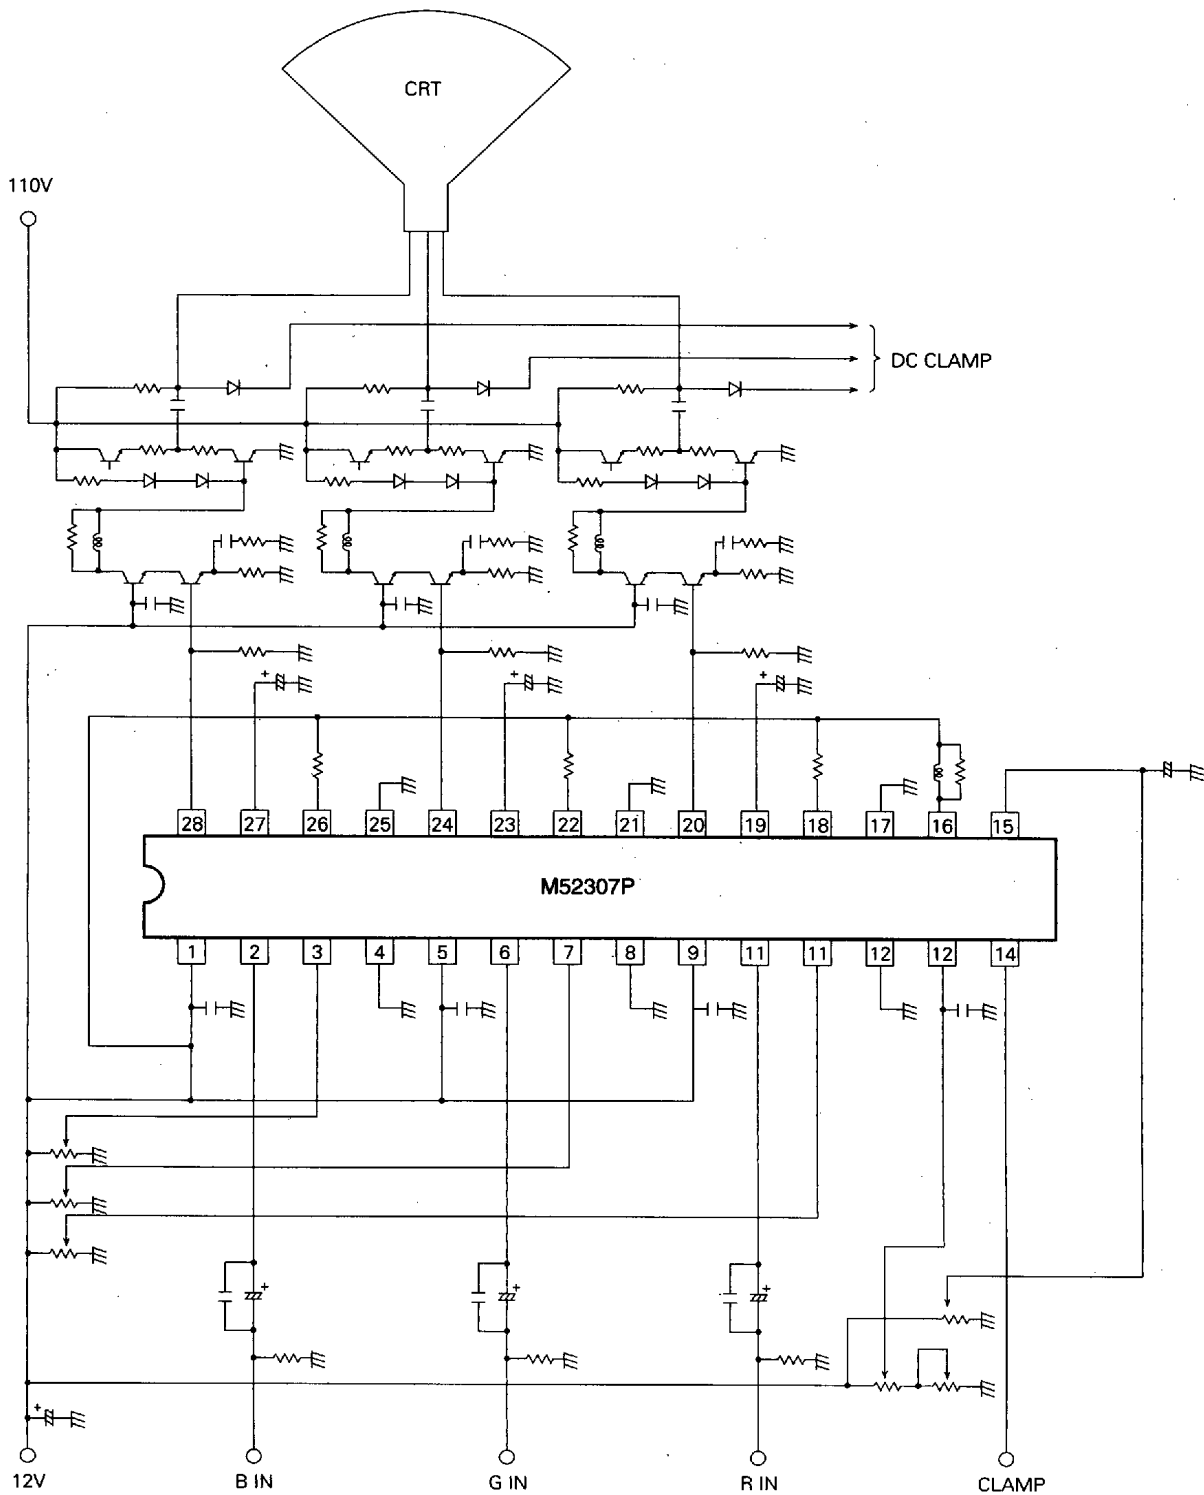 CRT
110V
DC CLAMP
28 27 26 25 24 23 22 21 20 19 18 17 16 15
M52307P
1 2 3 4 5 6 7 8 9 11 11 12 12 14
+ + +
+ + +
+
12V B IN G IN R IN CLAMP